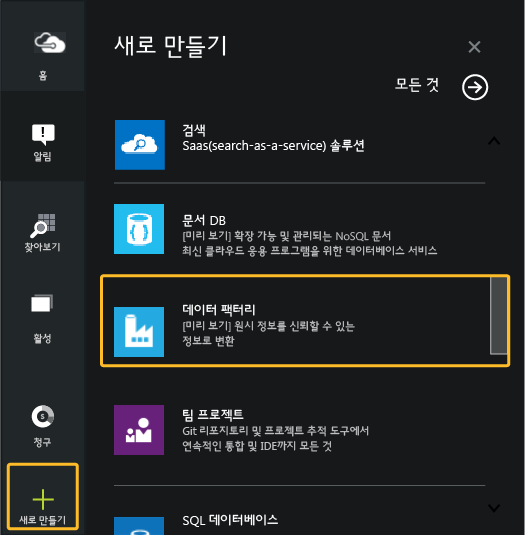 홈
알림
찾아보기
활성
청구
새로 만들기
새로 만들기
모든 것
검색
Saas(search-as-a-service) 솔루션
문서 DB
[미리 보기] 확장 가능 및 관리되는 NoSQL 문서
최신 클라우드 응용 프로그램을 위한 데이터베이스 서비스
데이터 팩터리
[미리 보기] 원시 정보를 신뢰할 수 있는
정보로 변환
팀 프로젝트
Git 리포지토리 및 프로젝트 추적 도구에서
연속적인 통합 및 IDE까지 모든 것
SQL 데이터베이스